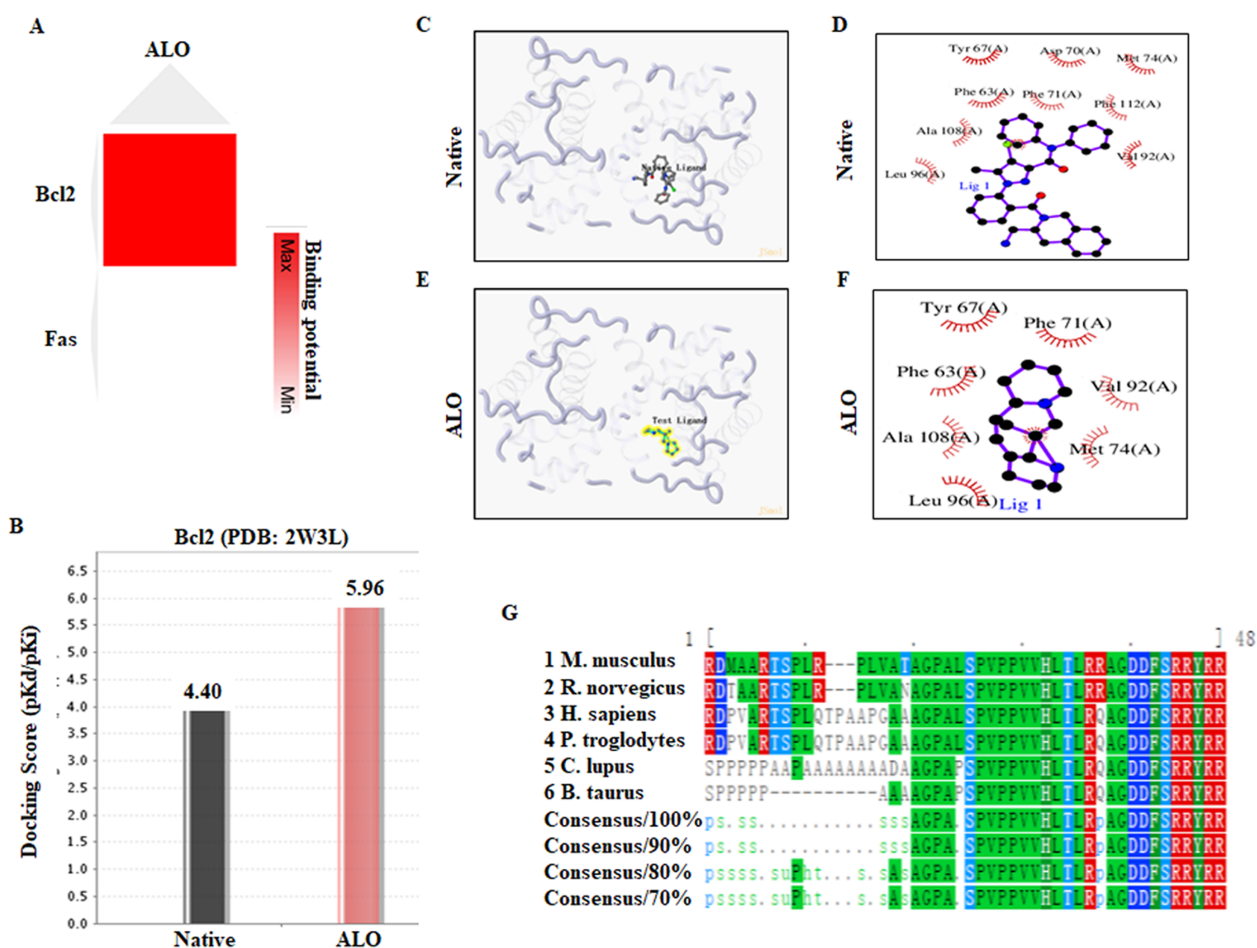 A
ALO
Bcl2
Fas
Max
Min
Binding potential
B
Bcl2 (PDB: 2W3L)
Docking Score (pKd/pKi)
6.5
6.0
5.5
5.0
4.5
4.0
3.5
3.0
2.5
2.0
1.5
1.0
0.5
0.0
4.40
5.96
Native
ALO
C
Native
Native Ligand
JSmol
D
Native
Tyr 67(A)
Asp 70(A)
Met 74(A)
Phe 63(A)
Phe 71(A)
Phe 112(A)
Ala 108(A)
Val 92(A)
Leu 96(A)
Lig 1
E
ALO
Test Ligand
JSmol
F
ALO
Tyr 67(A)
Phe 71(A)
Phe 63(A)
Val 92(A)
Ala 108(A)
Met 74(A)
Leu 96(A)
Lig 1
G
1 [ . . . . ] 48
1 M. musculus RDMAARTSPLR---PLVATAGPALSPVPPVVHLTLRRAGDDFSRRYRR
2 R. norvegicus RDTAARTSPLR---PLVANAGPALSPVPPVVHLTLRRAGDDFSRRYRR
3 H. sapiens RDPVARTSPLQTPAAPGAAAGPALSPVPPVVHLTLRQAGDDFSRRYRR
4 P. troglodytes RDPVARTSPLQTPAAPGAAAGPALSPVPPVVHLTLRQAGDDFSRRYRR
5 C. lupus SPPPPPAAPAAAAAAAADAAGPAPSPVPPVVHLTLRQAGDDFSRRYRR
6 B. taurus SPPPPP----------AAAAGPAPSPVPPVVHLTLRQAGDDFSRRYRR
Consensus/100% ps.ss...........sssAGPA.SPVPPVVHLTLRpAGDDFSRRYRR
Consensus/90% ps.ss...........sssAGPA.SPVPPVVHLTLRpAGDDFSRRYRR
Consensus/80% pssss.suPht...s.sAsAGPA.SPVPPVVHLTLRpAGDDFSRRYRR
Consensus/70% pssss.suPht...s.sAsAGPA.SPVPPVVHLTLRpAGDDFSRRYRR